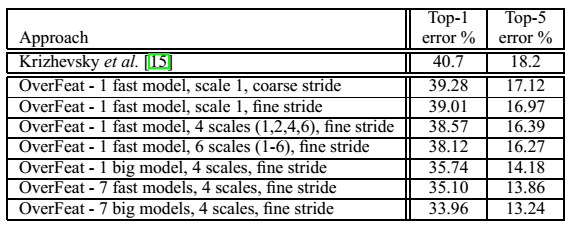 Approach Top-1 error % Top-5 error %
Krizhevsky et al. [15] 40.7 18.2
OverFeat - 1 fast model, scale 1, coarse stride 39.28 17.12
OverFeat - 1 fast model, scale 1, fine stride 39.01 16.97
OverFeat - 1 fast model, 4 scales (1,2,4,6), fine stride 38.57 16.39
OverFeat - 1 fast model, 6 scales (1-6), fine stride 38.12 16.27
OverFeat - 1 big model, 4 scales, fine stride 35.74 14.18
OverFeat - 7 fast models, 4 scales, fine stride 35.10 13.86
OverFeat - 7 big models, 4 scales, fine stride 33.96 13.24